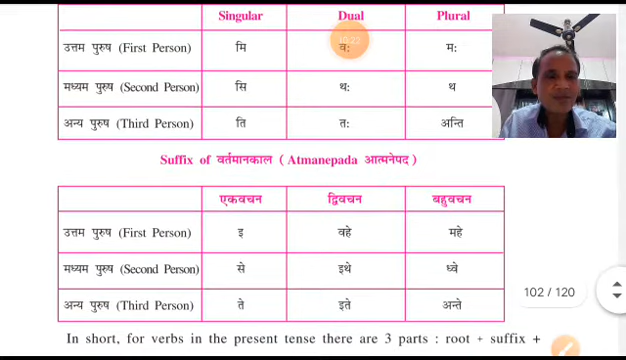 Singular Dual Plural
10:22
उत्तम पुरुष (First Person) मि वः मः
मध्यम पुरुष (Second Person) सि थः थ
अन्य पुरुष (Third Person) ति तः अन्ति
Suffix of वर्तमानकाल ( Atmanepada आत्मनेपद )
एकवचन द्विवचन बहुवचन
उत्तम पुरुष (First Person) इ वहे महे
मध्यम पुरुष (Second Person) से इथे ध्वे
102 / 120
अन्य पुरुष (Third Person) ते इते अन्ते
In short, for verbs in the present tense there are 3 parts : root + suffix +